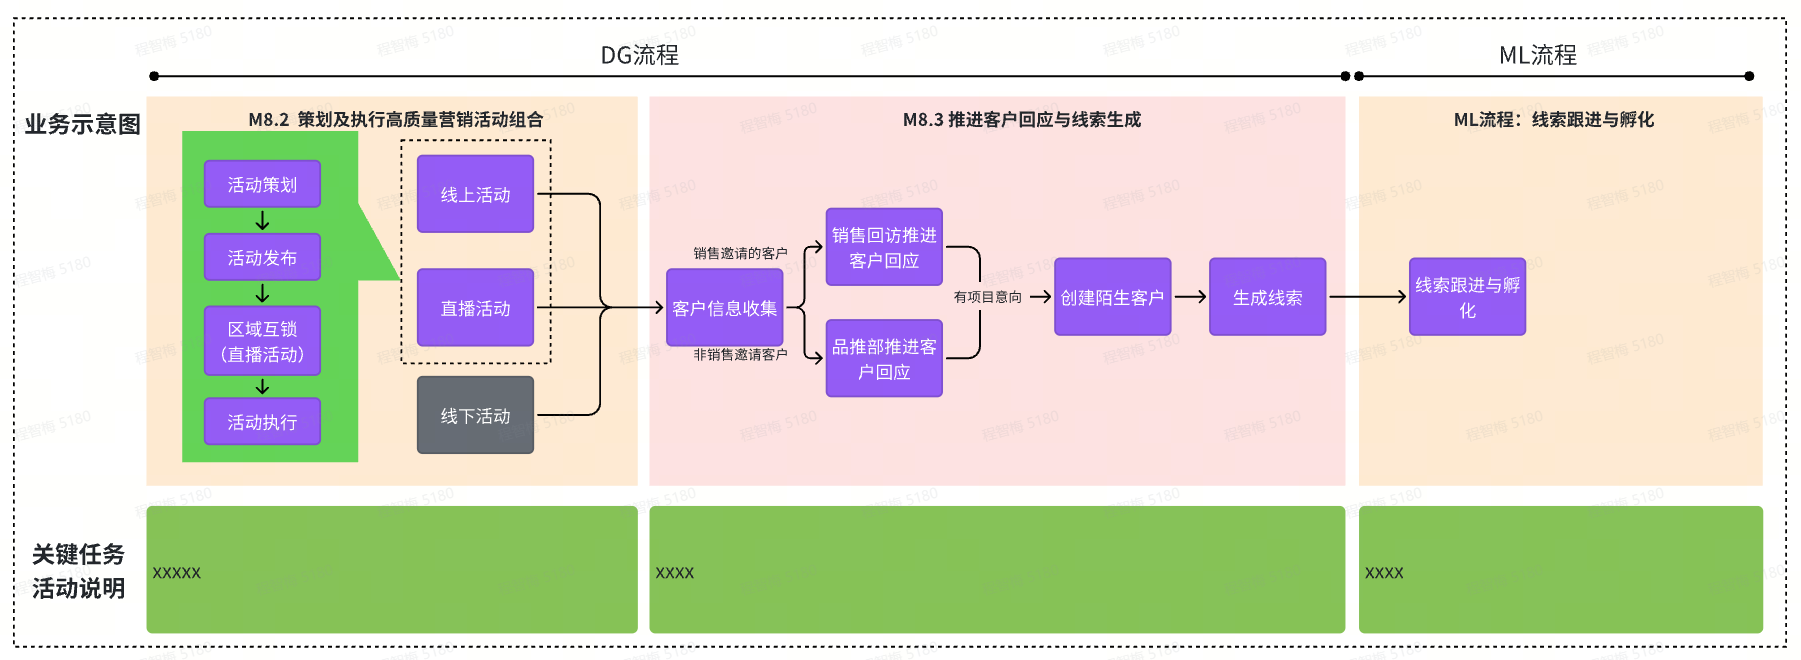 DG流程
ML流程
业务示意图
M8.2 策划及执行高质量营销活动组合
M8.3 推进客户回应与线索生成
ML流程：线索跟进与孵化
活动策划
活动发布
区域互锁
（直播活动）
活动执行
线上活动
直播活动
线下活动
客户信息收集
销售邀请的客户
非销售邀请客户
销售回访推进
客户回应
品推部推进客
户回应
有项目意向
创建陌生客户
生成线索
线索跟进与孵
化
关键任务
活动说明
XXXXX
XXXX
XXXX
程智梅 5180